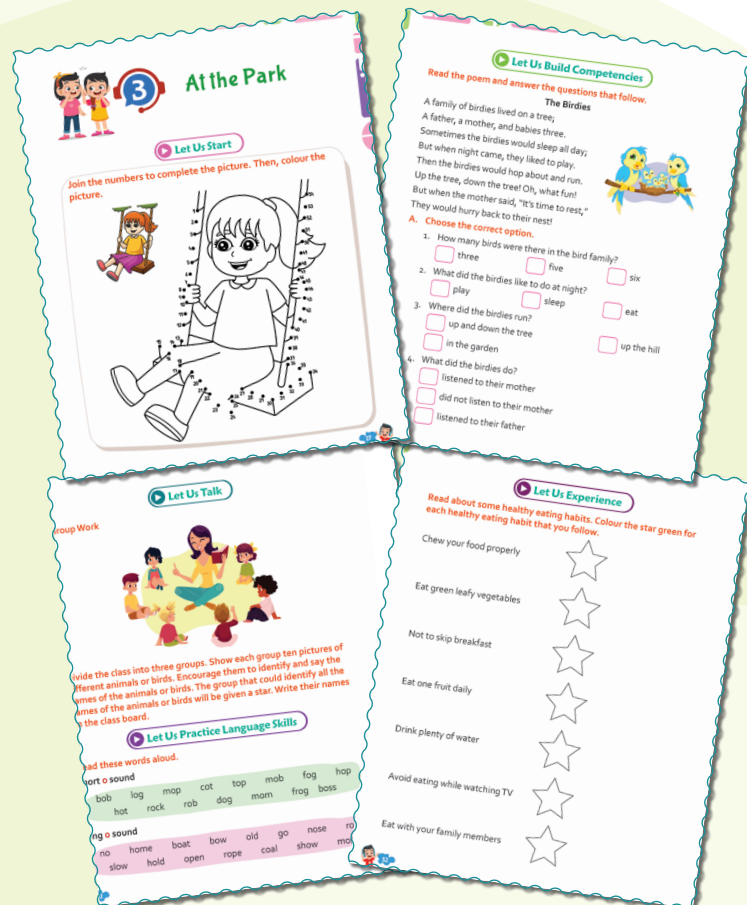 3
At the Park
Let Us Start
Join the numbers to complete the picture. Then, colour the
picture.
Let Us Build Competencies
Read the poem and answer the questions that follow.
The Birdies
A family of birdies lived on a tree;
A father, a mother, and babies three.
Sometimes the birdies would sleep all day;
But when night came, they liked to play.
Then the birdies would hop about and run.
Up the tree, down the tree! Oh, what fun!
But when the mother said, "It's time to rest,"
They would hurry back to their nest!
A. Choose the correct option.
1. How many birds were there in the bird family?
three five six
2. What did the birdies like to do at night?
play sleep eat
3. Where did the birdies run?
up and down the tree up the hill
in the garden
4. What did the birdies do?
listened to their mother
did not listen to their mother
listened to their father
Let Us Talk
roup Work
ivide the class into three groups. Show each group ten pictures of
fferent animals or birds. Encourage them to identify and say the
ames of the animals or birds. The group that could identify all the
ames of the animals or birds will be given a star. Write their names
the class board.
Let Us Practice Language Skills
ead these words aloud.
ort o sound
bob log mop cot top mob fog hop
hot rock rob dog mom frog boss
ng o sound
no home boat bow old go nose ro
slow hold open rope coal show mo
Let Us Experience
Read about some healthy eating habits. Colour the star green for
each healthy eating habit that you follow.
Chew your food properly
Eat green leafy vegetables
Not to skip breakfast
Eat one fruit daily
Drink plenty of water
Avoid eating while watching TV
Eat with your family members
32